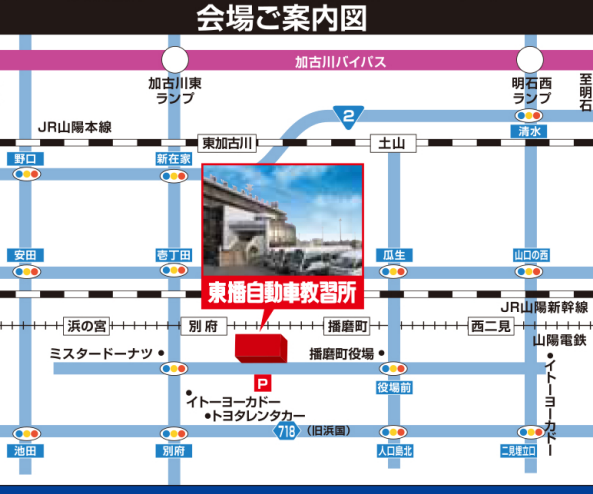 会場ご案内図
加古川バイパス
加古川東
ランプ
明石西
ランプ
至明石
JR山陽本線
2
清水
東加古川
土山
野口
新在家
安田
壱丁田
瓜生
山口の西
東播自動車教習所
JR山陽新幹線
浜の宮
別府
播磨町
西二見
山陽電鉄
ミスタードーナツ
播磨町役場
P
役場前
イトーヨーカドー
イトーヨーカドー
トヨタレンタカー
718
(旧浜国)
池田
別府
人口島北
二見埋立口